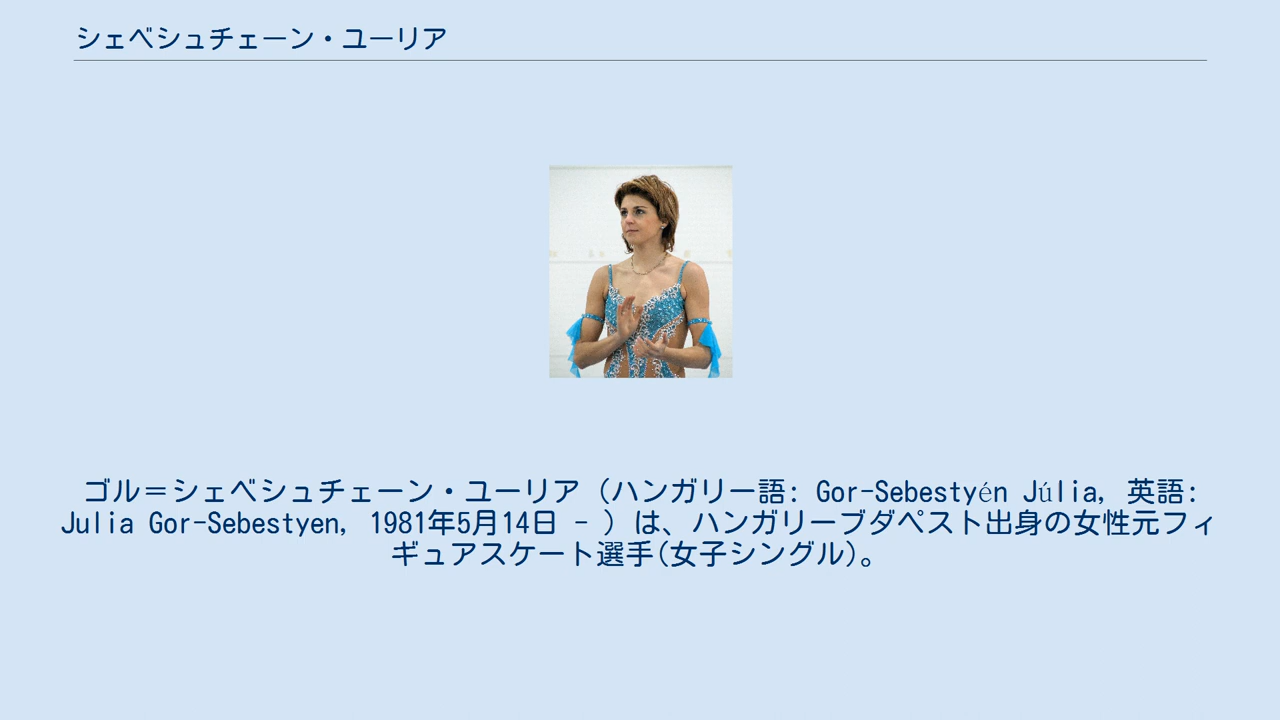 シェベシュチェーン・ユーリア
ゴル＝シェベシュチェーン・ユーリア（ハンガリー語: Gor-Sebestyén Júlia, 英語:
Julia Gor-Sebestyen, 1981年5月14日 - ）は、ハンガリーブダペスト出身の女性元フィ
ギュアスケート選手(女子シングル)。